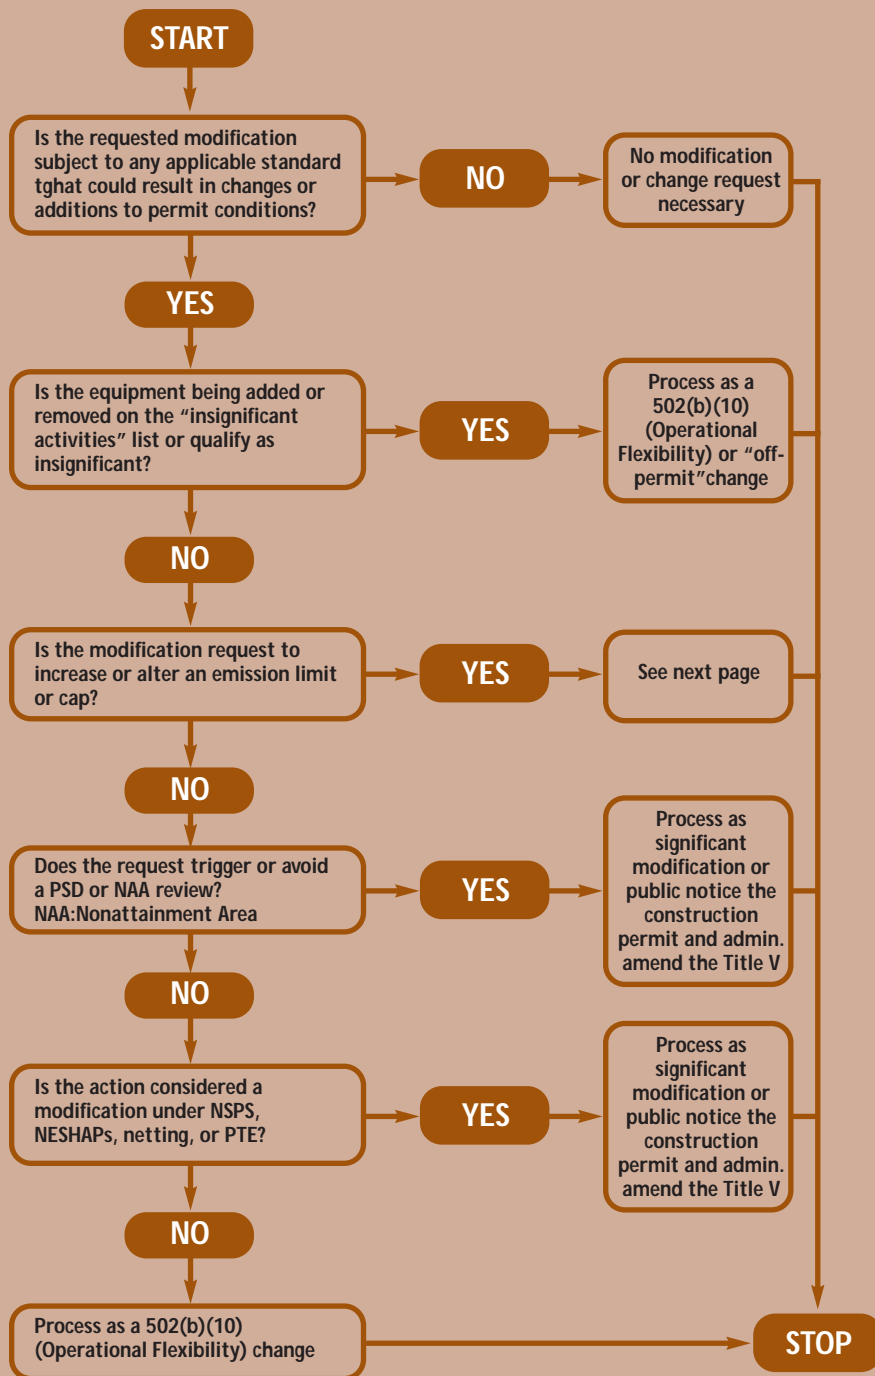 START
Is the requested modification
subject to any applicable standard
tghat could result in changes or
additions to permit conditions?
NO
No modification
or change request
necessary
YES
Is the equipment being added or
removed on the “insignificant
activities” list or qualify as
insignificant?
YES
Process as a
502(b)(10)
(Operational
Flexibility) or “off-
permit”change
NO
Is the modification request to
increase or alter an emission limit
or cap?
YES
See next page
NO
Does the request trigger or avoid
a PSD or NAA review?
NAA:Nonattainment Area
YES
Process as
significant
modification or
public notice the
construction
permit and admin.
amend the Title V
NO
Is the action considered a
modification under NSPS,
NESHAPs, netting, or PTE?
YES
Process as
significant
modification or
public notice the
construction
permit and admin.
amend the Title V
NO
Process as a 502(b)(10)
(Operational Flexibility) change
STOP